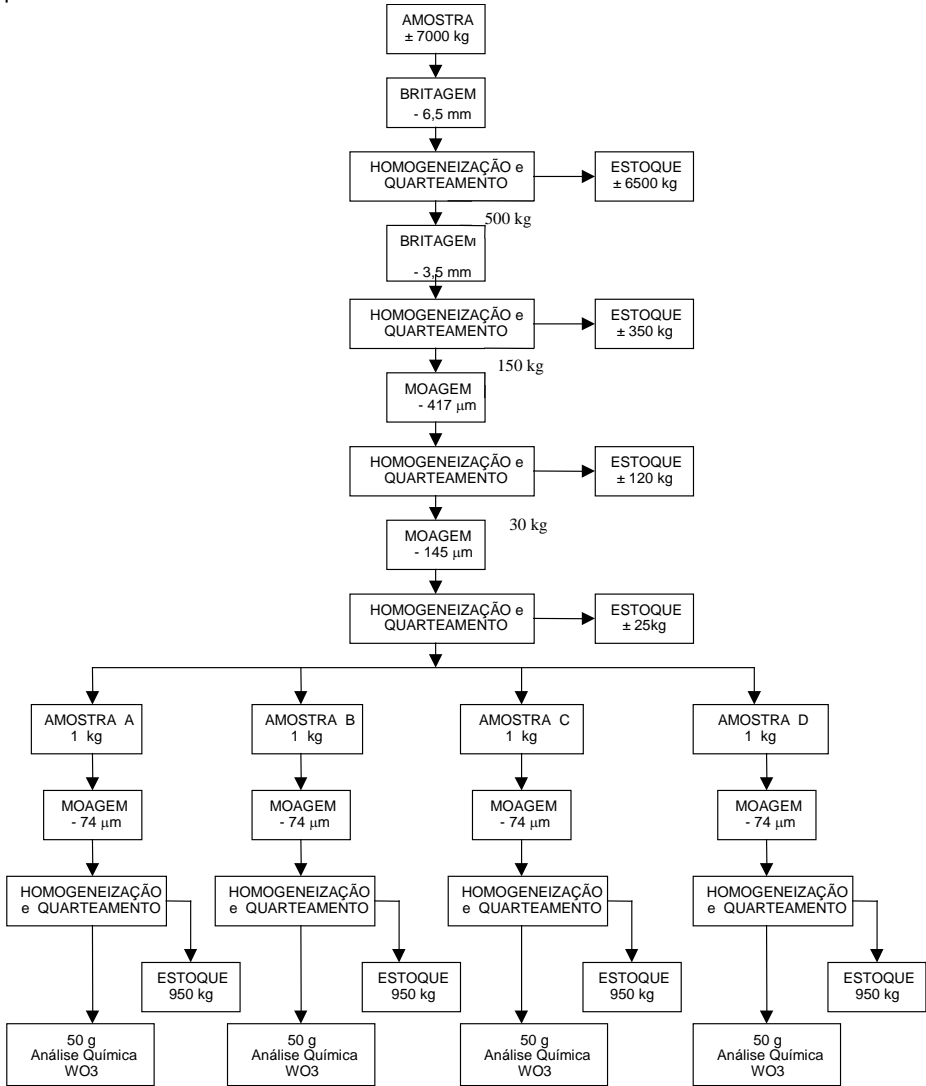 AMOSTRA
± 7000 kg
BRITAGEM
- 6,5 mm
HOMOGENEIZAÇÃO e
QUARTEAMENTO
ESTOQUE
± 6500 kg
500 kg
BRITAGEM
- 3,5 mm
HOMOGENEIZAÇÃO e
QUARTEAMENTO
ESTOQUE
± 350 kg
150 kg
MOAGEM
- 417 µm
HOMOGENEIZAÇÃO e
QUARTEAMENTO
ESTOQUE
± 120 kg
30 kg
MOAGEM
- 145 µm
HOMOGENEIZAÇÃO e
QUARTEAMENTO
ESTOQUE
± 25kg
AMOSTRA A
1 kg
AMOSTRA B
1 kg
AMOSTRA C
1 kg
AMOSTRA D
1 kg
MOAGEM
- 74 µm
MOAGEM
- 74 µm
MOAGEM
- 74 µm
MOAGEM
- 74 µm
HOMOGENEIZAÇÃO
e QUARTEAMENTO
HOMOGENEIZAÇÃO
e QUARTEAMENTO
HOMOGENEIZAÇÃO
e QUARTEAMENTO
HOMOGENEIZAÇÃO
e QUARTEAMENTO
ESTOQUE
950 kg
ESTOQUE
950 kg
ESTOQUE
950 kg
ESTOQUE
950 kg
50 g
Análise Química
WO3
50 g
Análise Química
WO3
50 g
Análise Química
WO3
50 g
Análise Química
WO3